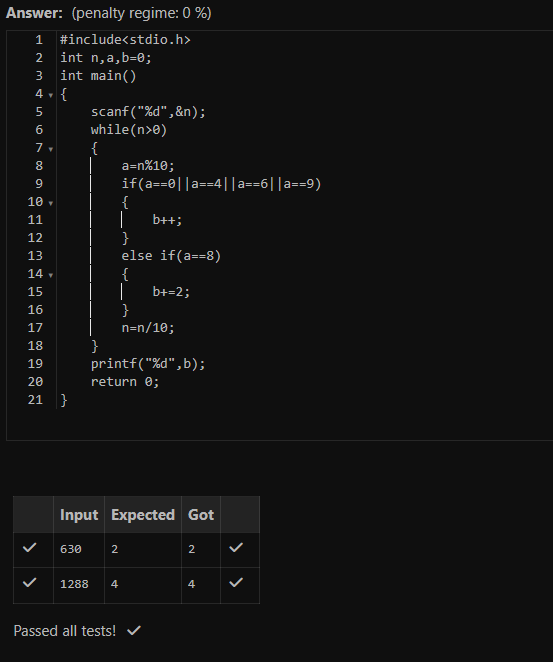 Answer: (penalty regime: 0 %)
1 #include<stdio.h>
2 int n,a,b=0;
3 int main()
4 {
5 scanf("%d",&n);
6 while(n>0)
7 {
8 a=n%10;
9 if(a==0||a==4||a==6||a==9)
10 {
11 b++;
12 }
13 else if(a==8)
14 {
15 b+=2;
16 }
17 n=n/10;
18 }
19 printf("%d",b);
20 return 0;
21 }
Input Expected Got
630 2 2
1288 4 4
Passed all tests!